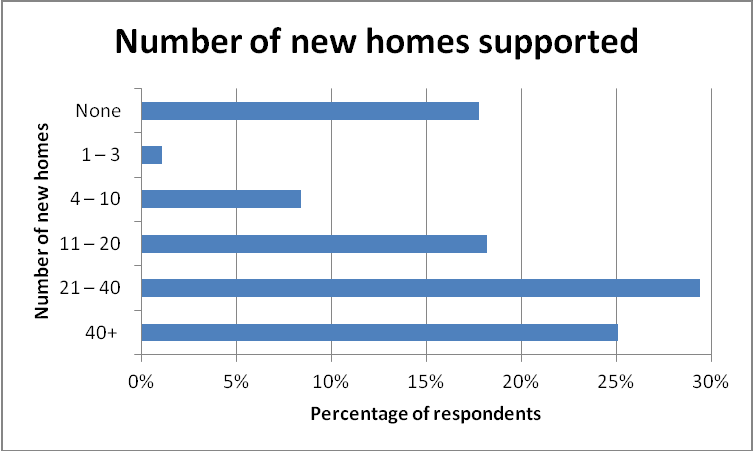 Number of new homes supported
Number of new homes
None
1 – 3
4 – 10
11 – 20
21 – 40
40+
0% 5% 10% 15% 20% 25% 30%
Percentage of respondents